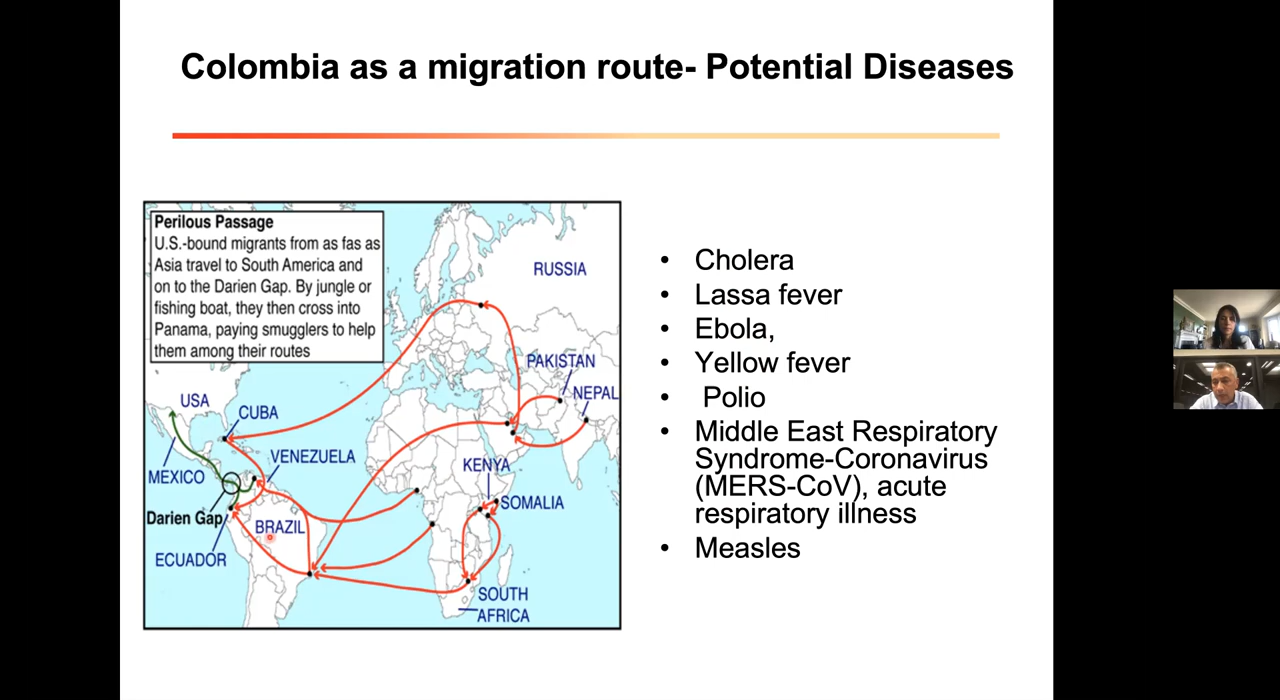 Colombia as a migration route- Potential Diseases
Perilous Passage
U.S.-bound migrants from as fas as
Asia travel to South America and
on to the Darien Gap. By jungle or
fishing boat, they then cross into
Panama, paying smugglers to help
them among their routes
RUSSIA
PAKISTAN
NEPAL
USA
CUBA
MEXICO
VENEZUELA
KENYA
SOMALIA
Darien Gap
BRAZIL
ECUADOR
SOUTH
AFRICA
• Cholera
• Lassa fever
• Ebola,
• Yellow fever
• Polio
• Middle East Respiratory
Syndrome-Coronavirus
(MERS-CoV), acute
respiratory illness
• Measles